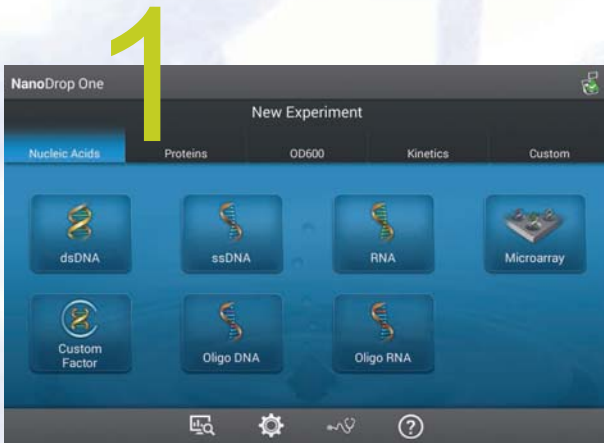 1
NanoDrop One
New Experiment
Nucleic Acids Proteins OD600 Kinetics Custom
dsDNA ssDNA RNA Microarray
Custom
Factor Oligo DNA Oligo RNA
?